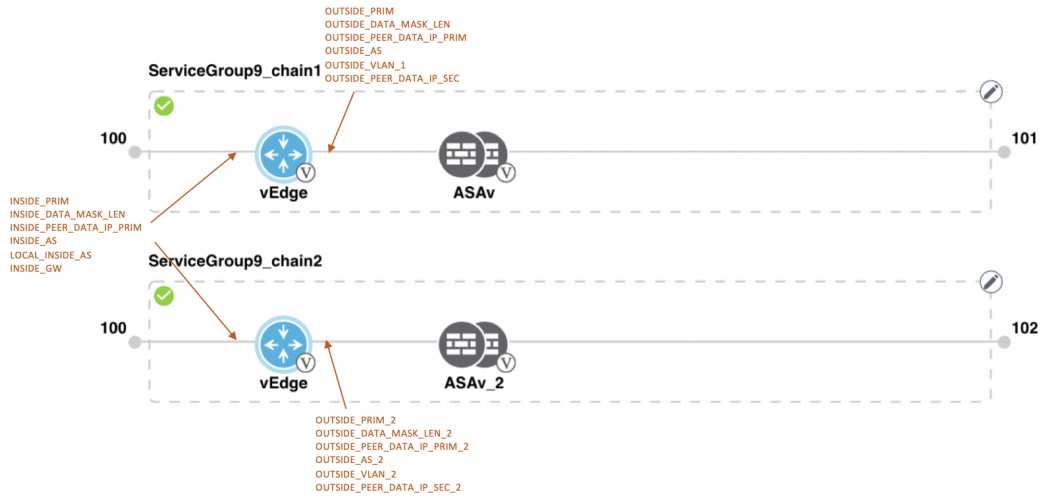 OUTSIDE_PRIM
OUTSIDE_DATA_MASK_LEN
OUTSIDE_PEER_DATA_IP_PRIM
OUTSIDE_AS
OUTSIDE_VLAN_1
OUTSIDE_PEER_DATA_IP_SEC
ServiceGroup9_chain1
100
101
V
V
vEdge
ASAv
INSIDE_PRIM
INSIDE_DATA_MASK_LEN
INSIDE_PEER_DATA_IP_PRIM
INSIDE_AS
LOCAL_INSIDE_AS
INSIDE_GW
ServiceGroup9_chain2
100
102
V
V
vEdge
ASAv_2
OUTSIDE_PRIM_2
OUTSIDE_DATA_MASK_LEN_2
OUTSIDE_PEER_DATA_IP_PRIM_2
OUTSIDE_AS_2
OUTSIDE_VLAN_2
OUTSIDE_PEER_DATA_IP_SEC_2